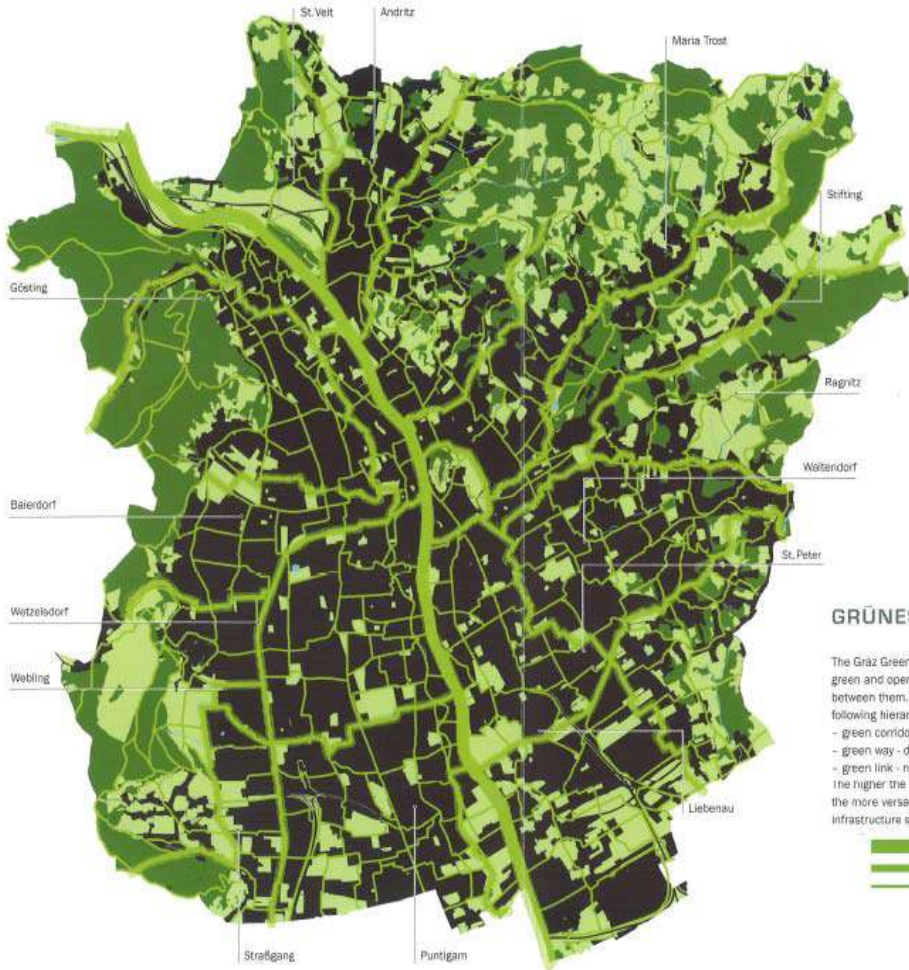 St. Veit
Andritz
Maria Trost
Stifting
Gösting
Ragnitz
Waltendorf
Baierdorf
St. Peter
Wetzelsdorf
Webling
Liebenau
Straßgang
Puntigam
GRÜNES
The Graz Green
green and open
between them.
following hierar
- green corrido
- green way - d
- green link - n
The higher the
the more versa
infrastructure s